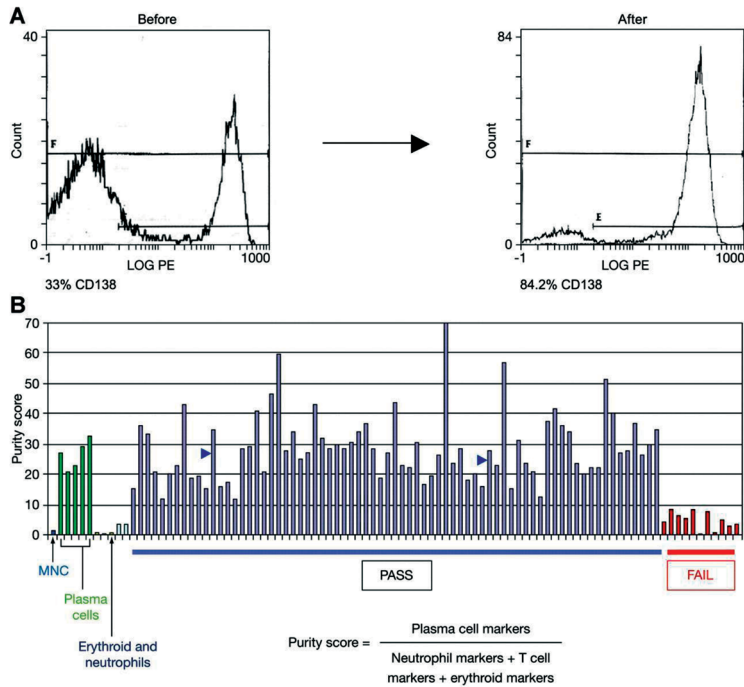 A
Before
After
40
84
Count
Count
F
F
E
0
0
-1
1000
-1
1000
LOG PE
LOG PE
33% CD138
84.2% CD138
B
70
60
50
40
30
20
10
0
Purity score
MNC
PASS
FAIL
Plasma
cells
Erythroid and
neutrophils
Purity score =
Plasma cell markers
Neutrophil markers + T cell
markers + erythroid markers